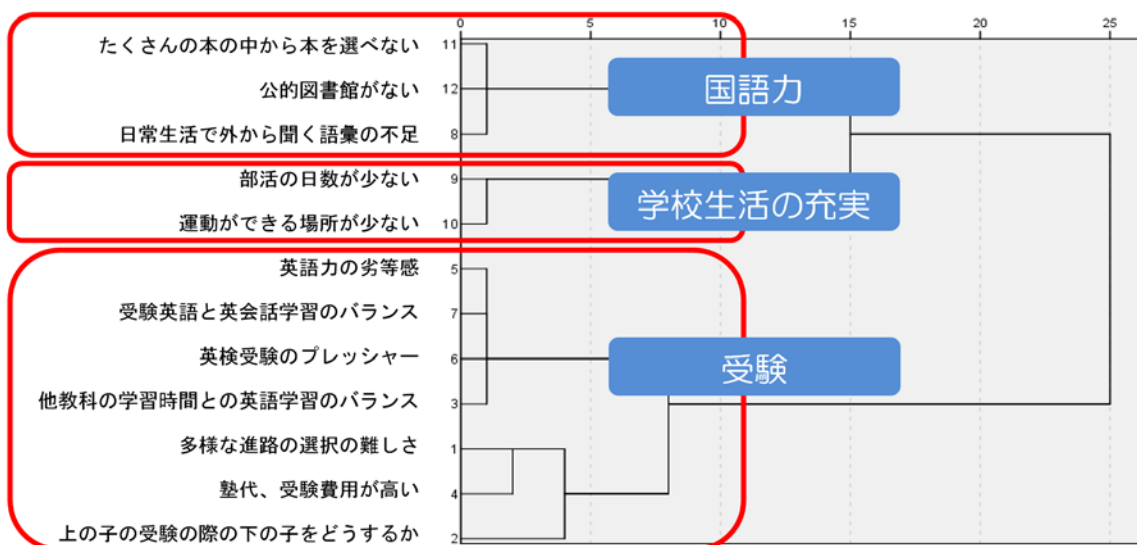 0 5 10 15 20 25
たくさんの本の中から本を選べない 11
公的図書館がない 12
国語力
日常生活で外から聞く語彙の不足 8
部活の日数が少ない 9
学校生活の充実
運動ができる場所が少ない 10
英語力の劣等感 5
受験英語と英会話学習のバランス 7
英検受験のプレッシャー 6
受験
他教科の学習時間との英語学習のバランス 3
多様な進路の選択の難しさ 1
塾代、受験費用が高い 4
上の子の受験の際の下の子をどうするか 2